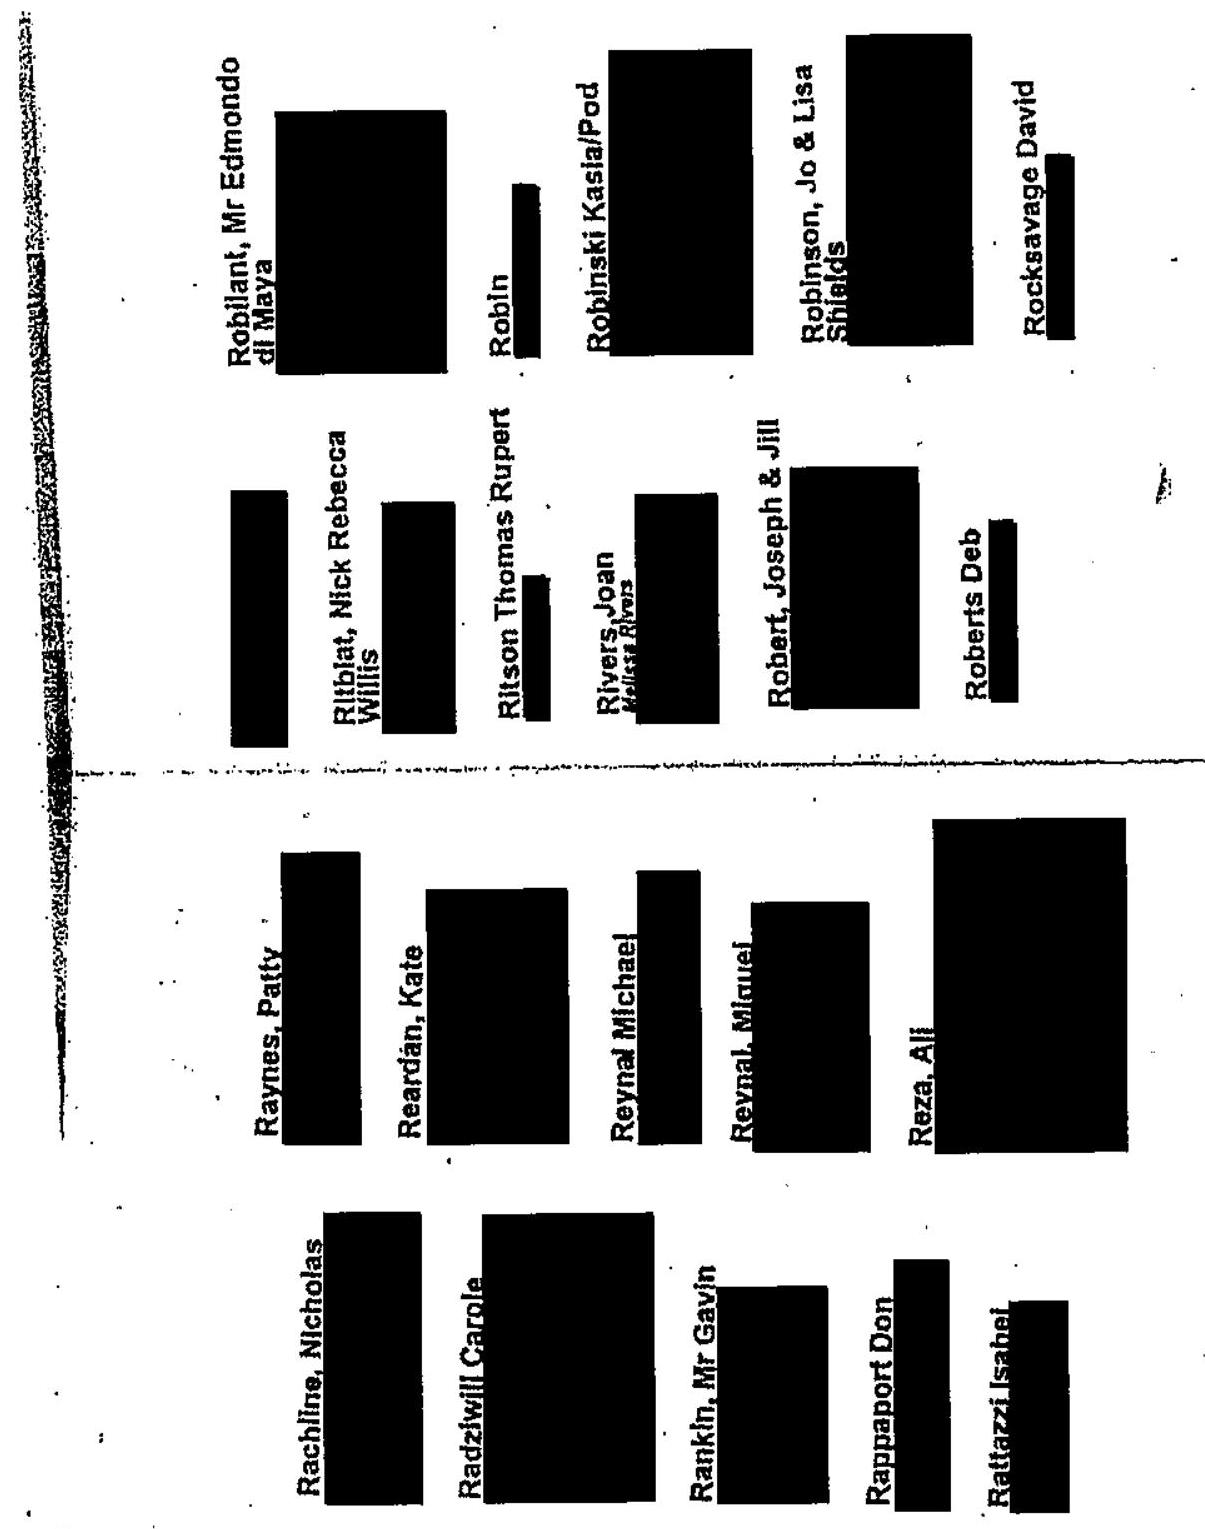 Rachline, Nicholas
Radziwill Carole
Rankin, Mr Gavin
Rappaport Don
Rattazzi Isabel
Raynes, Patty
Reardan, Kate
Reynal Michael
Reynal, Miguel
Reza, Ali
Ritblat, Nick Rebecca
Willis
Ritson Thomas Rupert
Rivers, Joan
Melissa Rivers
Robert, Joseph & Jill
Roberts Deb
Robilant, Mr Edmondo
di Maya
Robin
Robinski Kasia/Pod
Robinson, Jo & Lisa
Shields
Rocksavage David